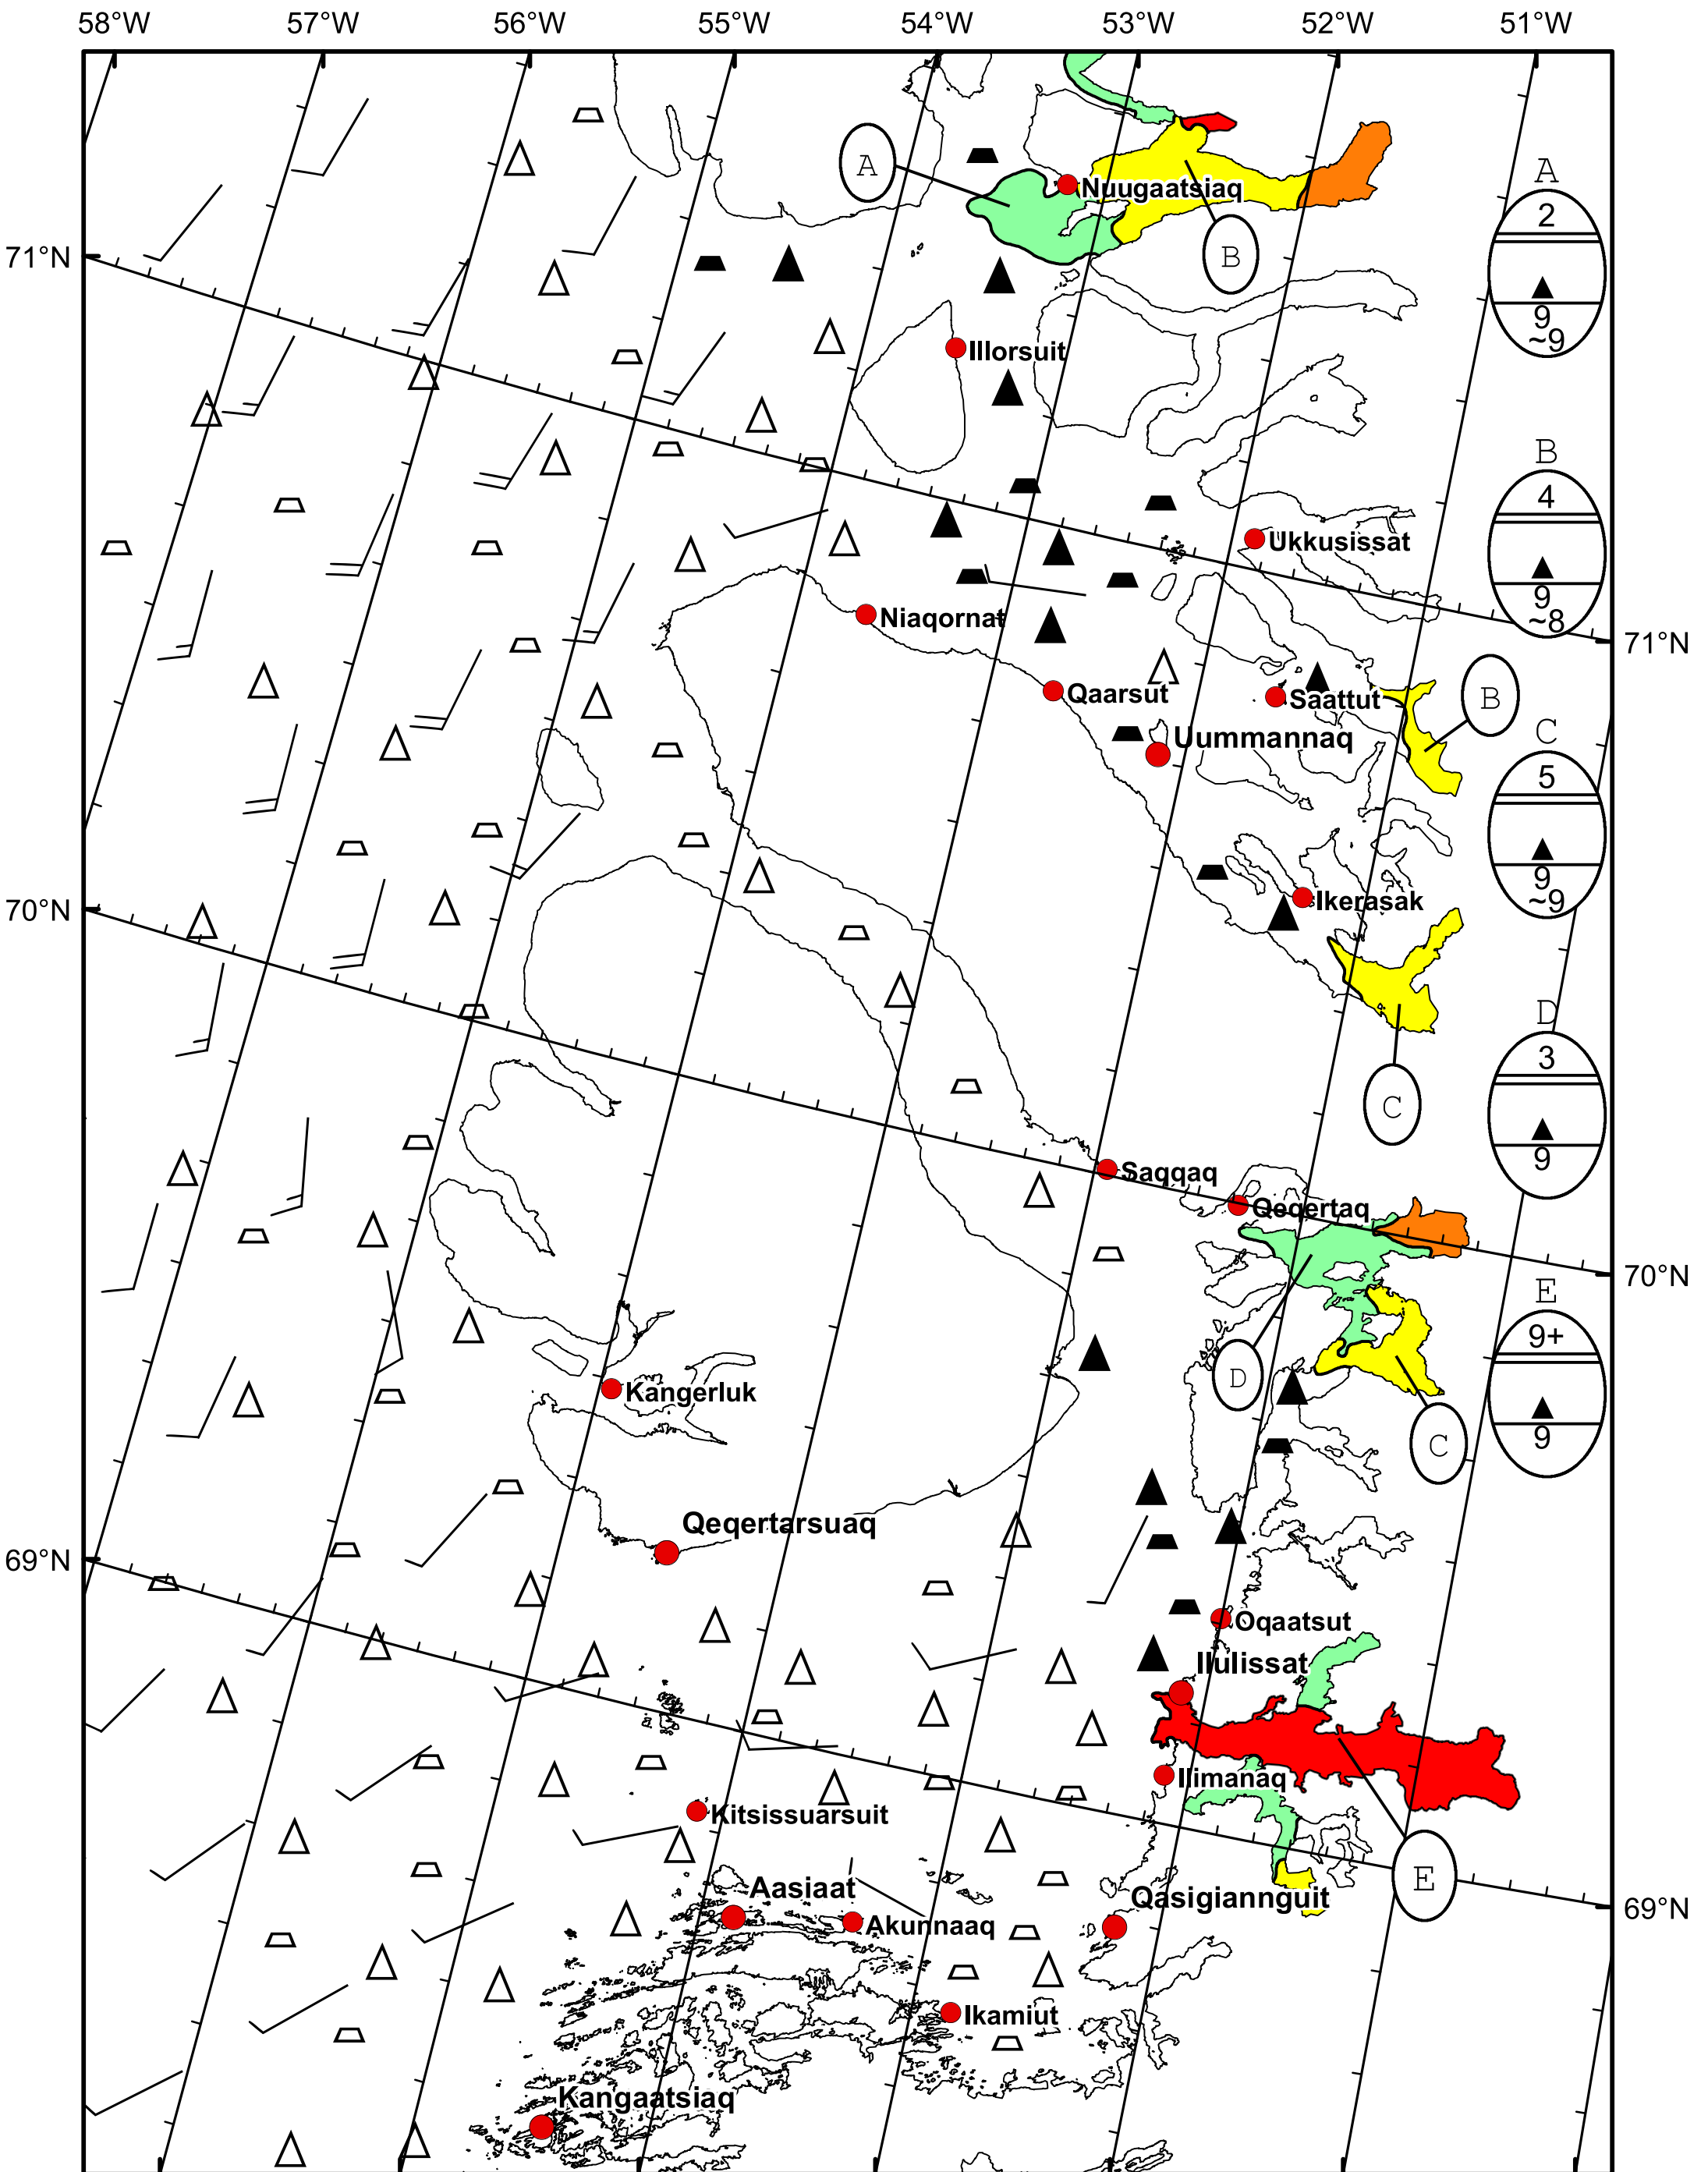 58°W 57°W 56°W 55°W 54°W 53°W 52°W 51°W
A
Nuugaatsiaq
A
2
B
71°N
9
~9
Illorsuit
B
4
Ukkusissat
9
~8
Niaqornat
71°N
Qaarsut
Saattut
B
Uummannaq
C
5
9
~9
Ikerasak
70°N
C
D
3
9
Saqqaq
Qeqertaq
70°N
E
9+
D
Kangerluk
C
9
Qeqertarsuaq
69°N
Oqaatsut
Ilulissat
Ilimanaq
Kitsissuarsuit
E
Aasiaat
Qasigiannguit
69°N
Akunnaaq
Ikamiut
Kangaatsiaq